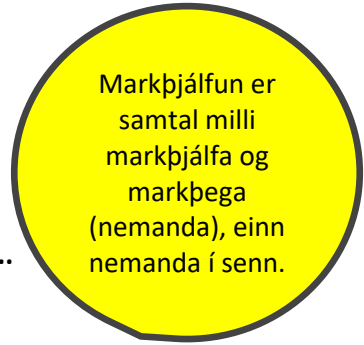 Markþjálfun er
samtal milli
markþjálfa og
markþega
(nemanda), einn
nemanda í senn.
..